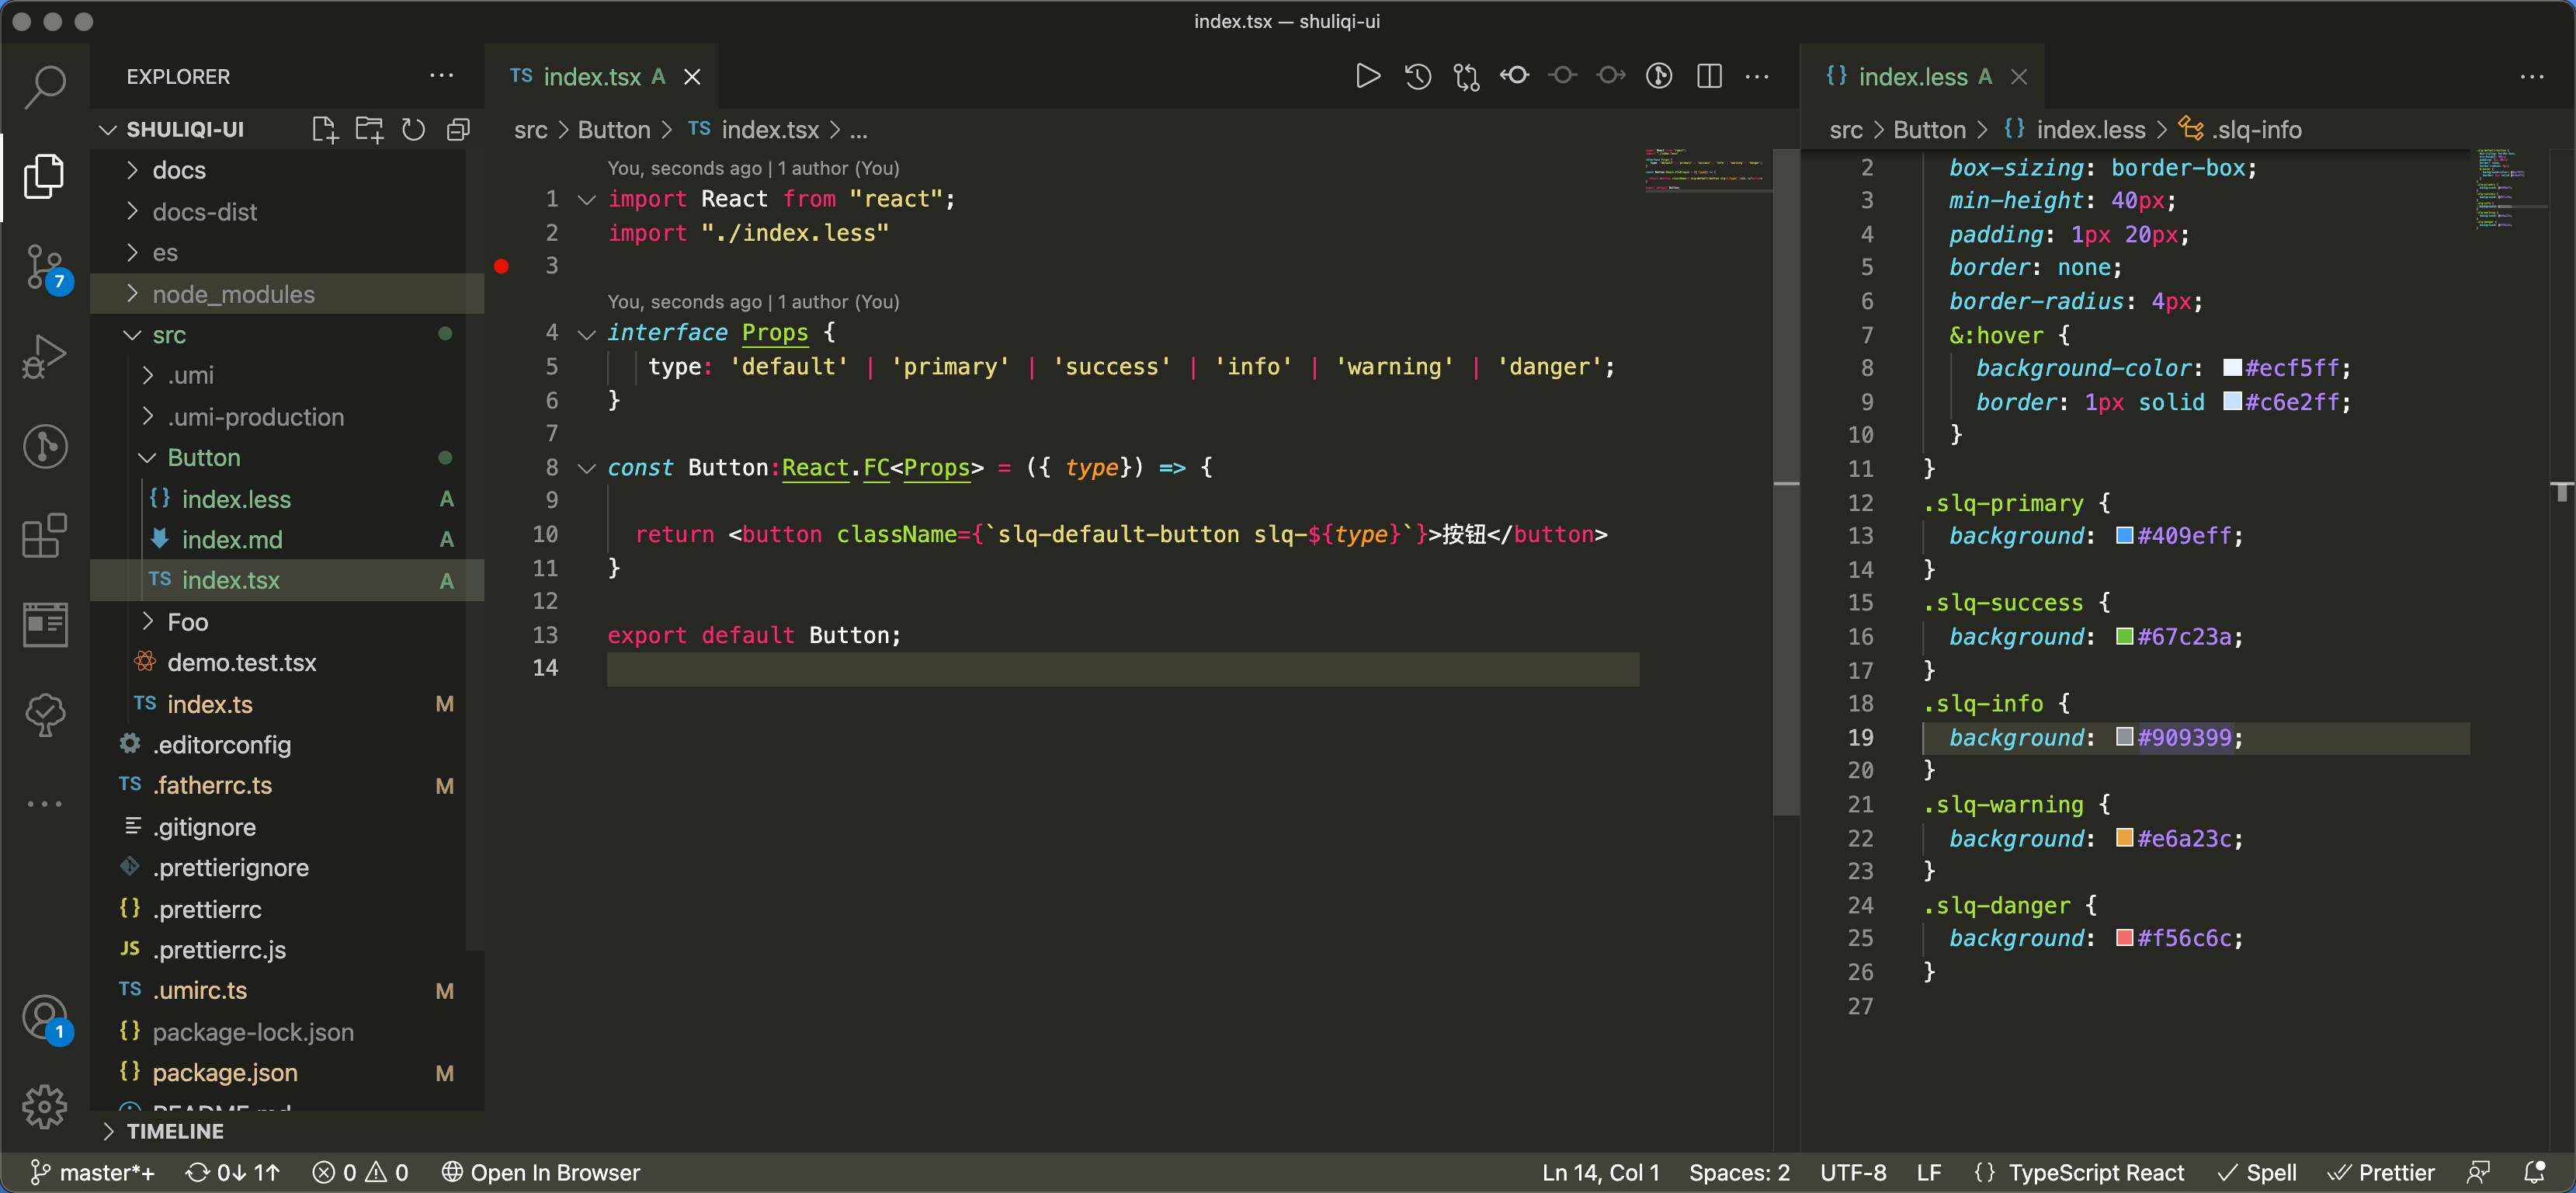 index.tsx — shuliqi-ui
EXPLORER
SHULIQI-UI
docs
docs-dist
es
node_modules
src
.umi
.umi-production
Button
index.less A
index.md A
TS index.tsx A
Foo
demo.test.tsx
TS index.ts M
.editorconfig
TS .fatherrc.ts M
.gitignore
.prettierignore
{} .prettierrc
JS .prettierrc.js
TS .umirc.ts M
{} package-lock.json
{} package.json M
README.md
TIMELINE
7
1
TS index.tsx A
src > Button > TS index.tsx > ...
You, seconds ago | 1 author (You)
1 import React from "react";
2 import "./index.less"
3
You, seconds ago | 1 author (You)
4 interface Props {
5 type: 'default' | 'primary' | 'success' | 'info' | 'warning' | 'danger';
6 }
7
8 const Button:React.FC<Props> = ({ type}) => {
9
10 return <button className={`slq-default-button slq-${type}`}>按钮</button>
11 }
12
13 export default Button;
14
{} index.less A
src > Button > {} index.less > .slq-info
2 box-sizing: border-box;
3 min-height: 40px;
4 padding: 1px 20px;
5 border: none;
6 border-radius: 4px;
7 &:hover {
8 background-color: #ecf5ff;
9 border: 1px solid #c6e2ff;
10 }
11 }
12 .slq-primary {
13 background: #409eff;
14 }
15 .slq-success {
16 background: #67c23a;
17 }
18 .slq-info {
19 background: #909399;
20 }
21 .slq-warning {
22 background: #e6a23c;
23 }
24 .slq-danger {
25 background: #f56c6c;
26 }
27
master*+ 0↓ 1↑ 0 0 Open In Browser Ln 14, Col 1 Spaces: 2 UTF-8 LF {} TypeScript React Spell Prettier